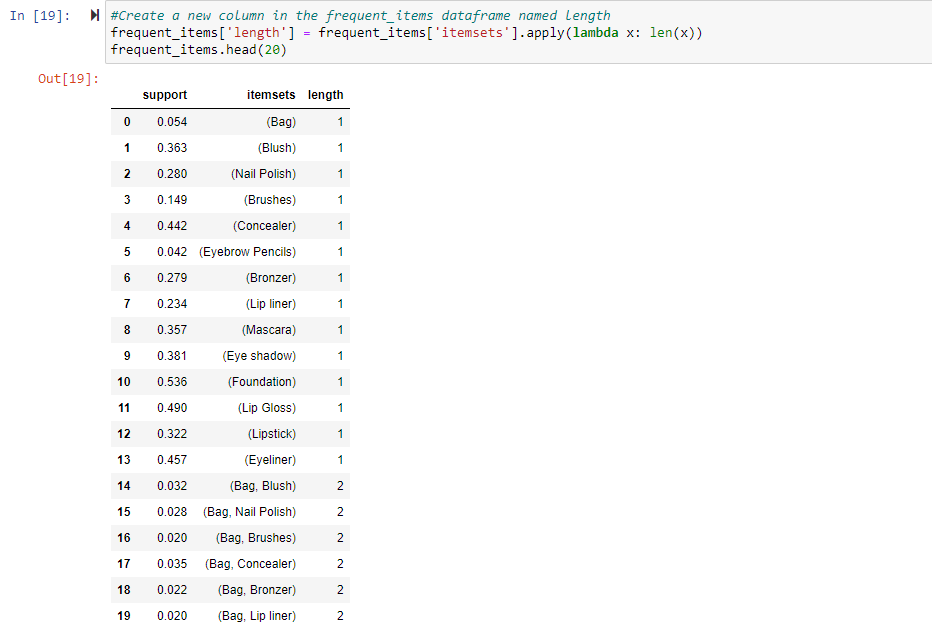 In [19]: #Create a new column in the frequent_items dataframe named length
frequent_items['length'] = frequent_items['itemsets'].apply(lambda x: len(x))
frequent_items.head(20)
Out[19]:
support itemsets length
0 0.054 (Bag) 1
1 0.363 (Blush) 1
2 0.280 (Nail Polish) 1
3 0.149 (Brushes) 1
4 0.442 (Concealer) 1
5 0.042 (Eyebrow Pencils) 1
6 0.279 (Bronzer) 1
7 0.234 (Lip liner) 1
8 0.357 (Mascara) 1
9 0.381 (Eye shadow) 1
10 0.536 (Foundation) 1
11 0.490 (Lip Gloss) 1
12 0.322 (Lipstick) 1
13 0.457 (Eyeliner) 1
14 0.032 (Bag, Blush) 2
15 0.028 (Bag, Nail Polish) 2
16 0.020 (Bag, Brushes) 2
17 0.035 (Bag, Concealer) 2
18 0.022 (Bag, Bronzer) 2
19 0.020 (Bag, Lip liner) 2